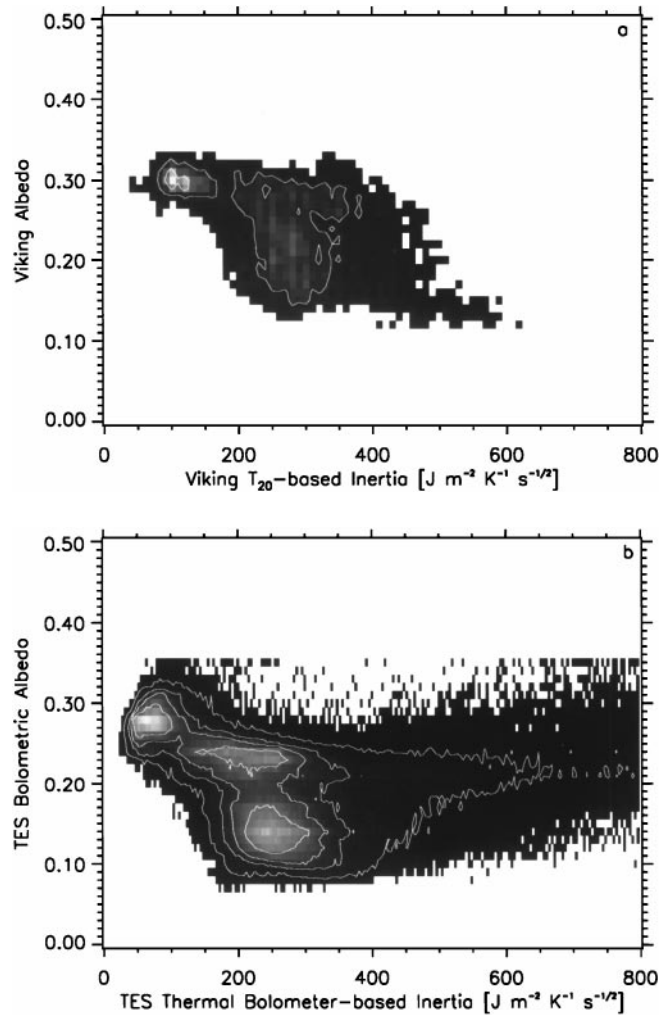 a
0.50
0.40
0.30
0.20
0.10
0.00
Viking Albedo
0 200 400 600 800
Viking T₂₀-based Inertia [J m⁻² K⁻¹ s⁻¹/²]
b
0.50
0.40
0.30
0.20
0.10
0.00
TES Bolometric Albedo
0 200 400 600 800
TES Thermal Bolometer-based Inertia [J m⁻² K⁻¹ s⁻¹/²]